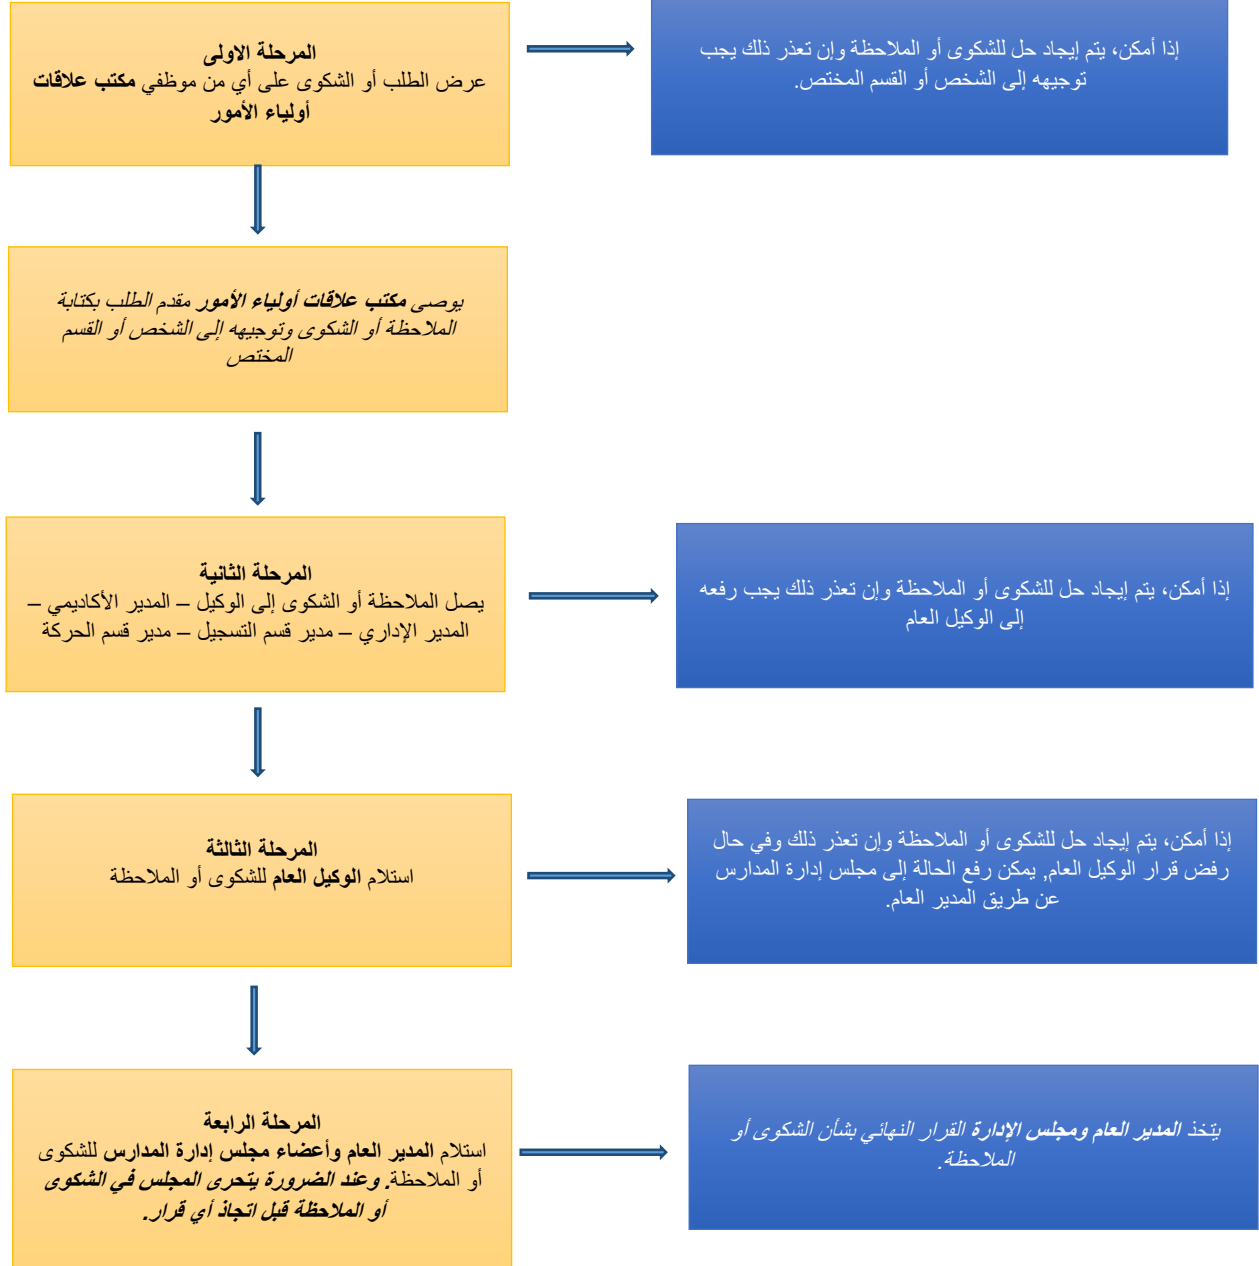 المرحلة الاولى
عرض الطلب أو الشكوى على أي من موظفي مكتب علاقات
أولياء الأمور
إذا أمكن، يتم إيجاد حل للشكوى أو الملاحظة وإن تعذر ذلك يجب
توجيهه إلى الشخص أو القسم المختص.
يوصى مكتب علاقات أولياء الأمور مقدم الطلب بكتابة
الملاحظة أو الشكوى وتوجيهه إلى الشخص أو القسم
المختص
المرحلة الثانية
يصل الملاحظة أو الشكوى إلى الوكيل – المدير الأكاديمي –
المدير الإداري – مدير قسم التسجيل – مدير قسم الحركة
إذا أمكن، يتم إيجاد حل للشكوى أو الملاحظة وإن تعذر ذلك يجب رفعه
إلى الوكيل العام
المرحلة الثالثة
استلام الوكيل العام للشكوى أو الملاحظة
إذا أمكن، يتم إيجاد حل للشكوى أو الملاحظة وإن تعذر ذلك وفي حال
رفض قرار الوكيل العام, يمكن رفع الحالة إلى مجلس إدارة المدارس
عن طريق المدير العام.
المرحلة الرابعة
استلام المدير العام وأعضاء مجلس إدارة المدارس للشكوى
أو الملاحظة. وعند الضرورة يتحرى المجلس في الشكوى
أو الملاحظة قبل اتجاذ أي قرار.
يتخذ المدير العام ومجلس الإدارة القرار النهائي بشأن الشكوى أو
الملاحظة.